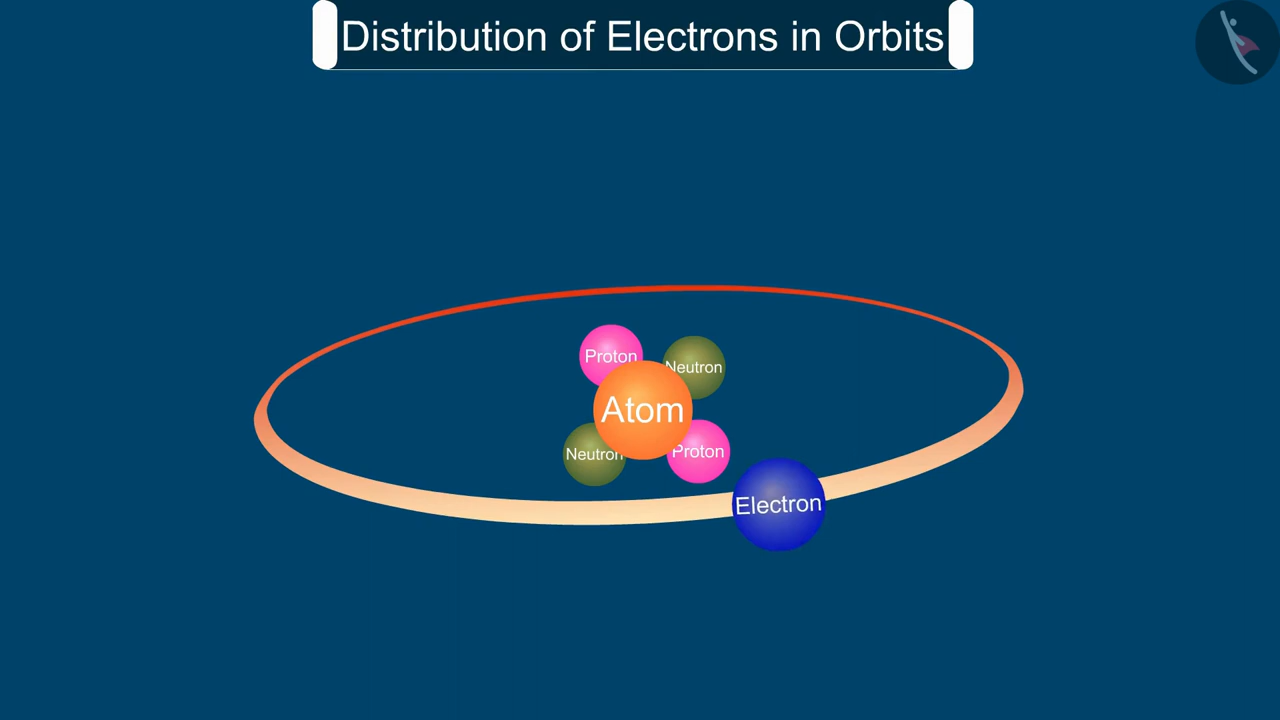 Distribution of Electrons in Orbits
Proton
Neutron
Atom
Neutron
Proton
Electron